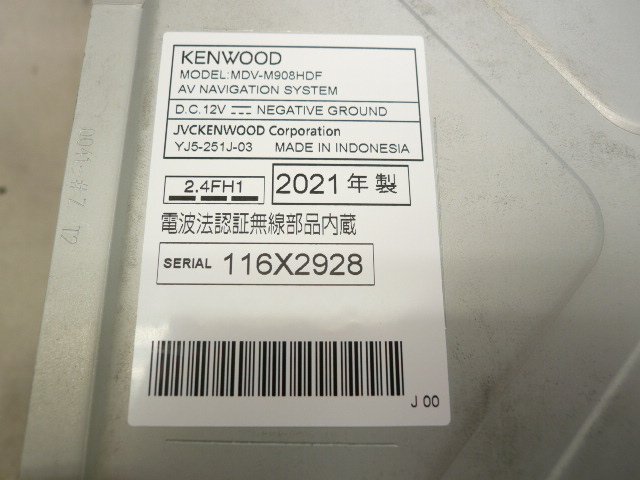 KENWOOD
MODEL:MDV-M908HDF
AV NAVIGATION SYSTEM
D.C.12V ⎓ NEGATIVE GROUND
JVCKENWOOD Corporation
YJ5-251J-03 MADE IN INDONESIA
2.4FH1 2021年製
電波法認証無線部品内蔵
SERIAL 116X2928
J 00